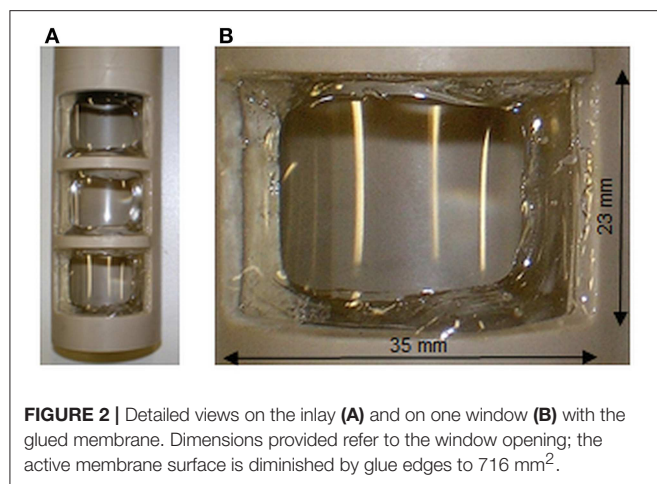 A
B
23 mm
35 mm
FIGURE 2 | Detailed views on the inlay (A) and on one window (B) with the
glued membrane. Dimensions provided refer to the window opening; the
active membrane surface is diminished by glue edges to 716 mm².